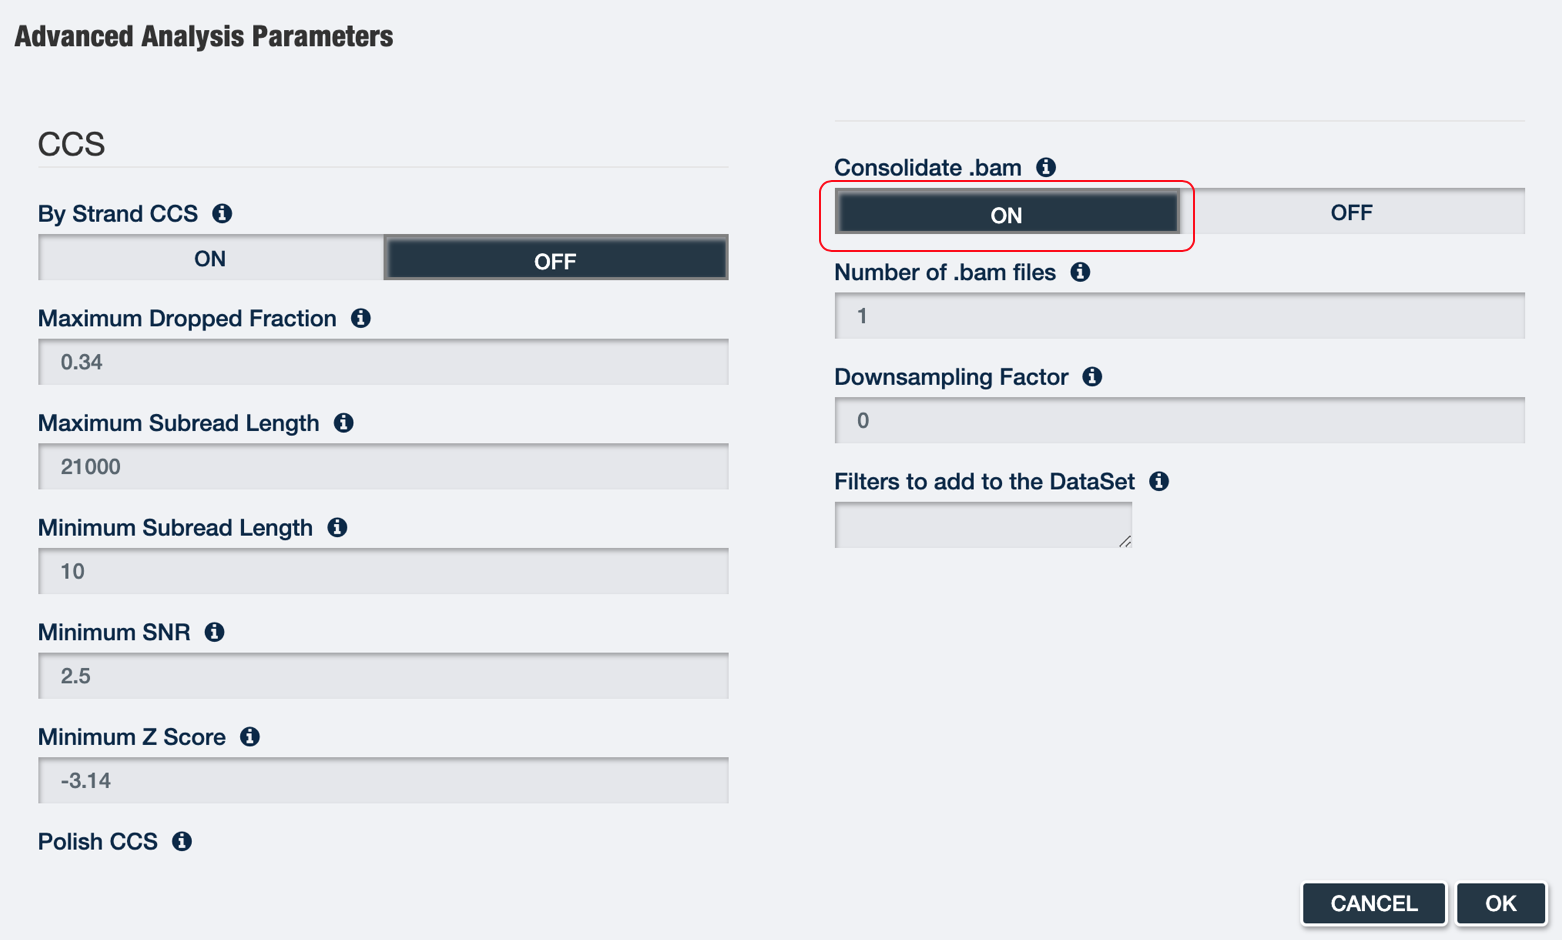 Advanced Analysis Parameters
CCS
By Strand CCS
ON OFF
Maximum Dropped Fraction
0.34
Maximum Subread Length
21000
Minimum Subread Length
10
Minimum SNR
2.5
Minimum Z Score
-3.14
Polish CCS
Consolidate .bam
ON OFF
Number of .bam files
1
Downsampling Factor
0
Filters to add to the DataSet
CANCEL OK